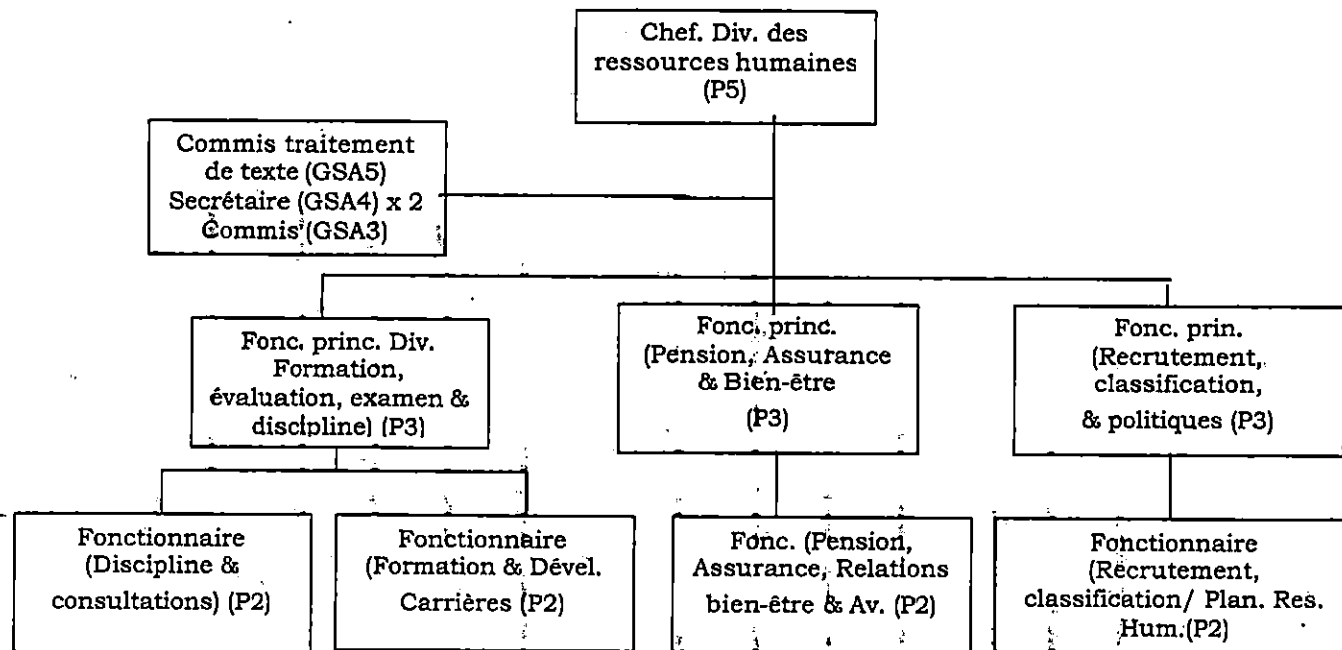 Chef. Div. des
ressources humaines
(P5)
Commis traitement
de texte (GSA5)
Secrétaire (GSA4) x 2
Commis (GSA3)
Fonc. princ. Div.
Formation,
évaluation, examen &
discipline) (P3)
Fonc. princ.
(Pension, Assurance
& Bien-être
(P3)
Fonc. prin.
(Recrutement,
classification,
& politiques (P3)
Fonctionnaire
(Discipline &
consultations) (P2)
Fonctionnaire
(Formation & Dével.
Carrières (P2)
Fonc. (Pension,
Assurance, Relations
bien-être & Av. (P2)
Fonctionnaire
(Recrutement,
classification/ Plan. Res.
Hum.(P2)